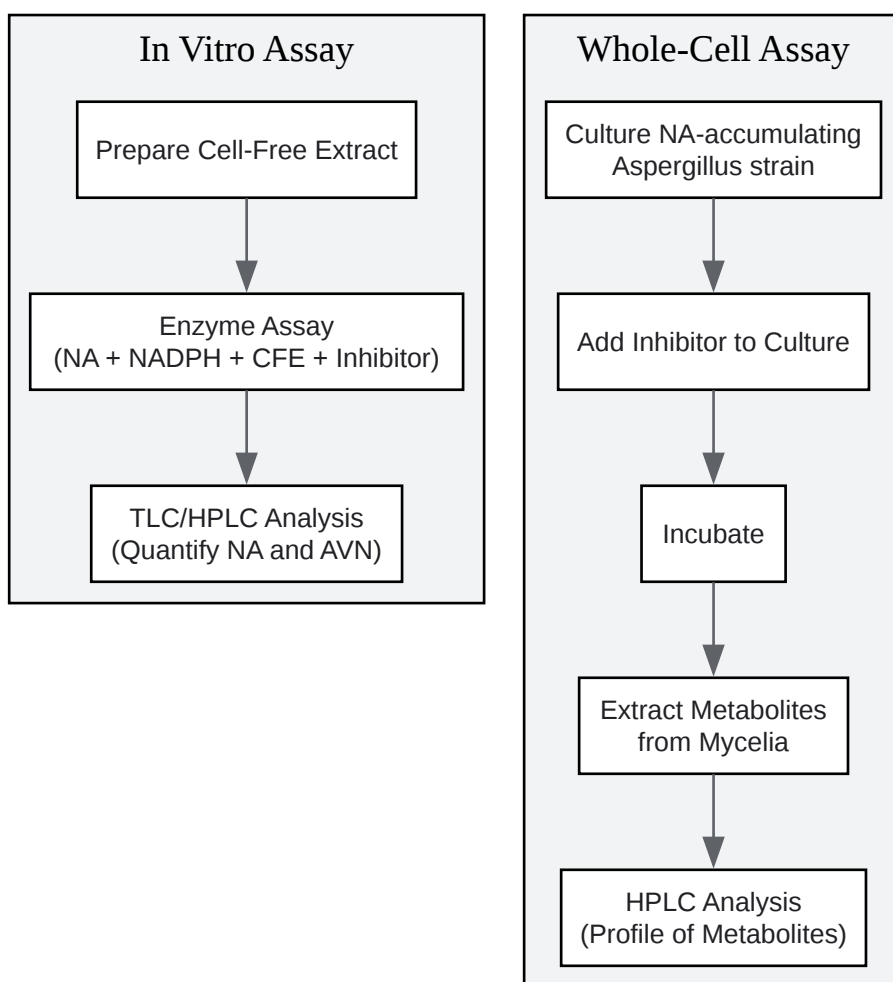 In Vitro Assay
Prepare Cell-Free Extract
Enzyme Assay
(NA + NADPH + CFE + Inhibitor)
TLC/HPLC Analysis
(Quantify NA and AVN)
Whole-Cell Assay
Culture NA-accumulating
Aspergillus strain
Add Inhibitor to Culture
Incubate
Extract Metabolites
from Mycelia
HPLC Analysis
(Profile of Metabolites)